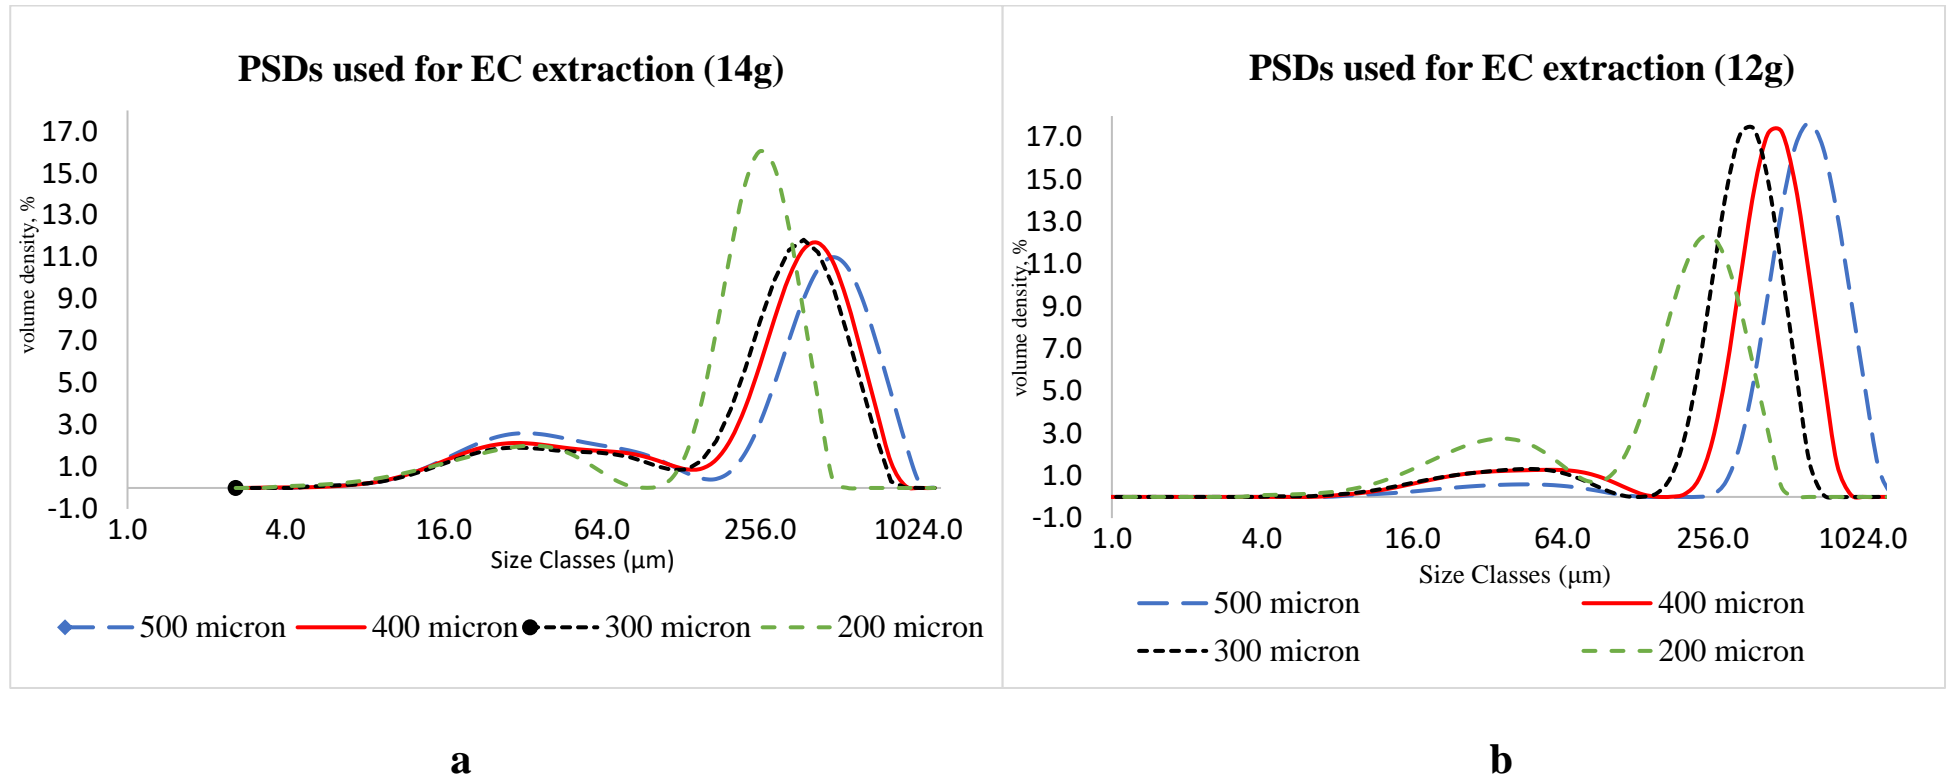 PSDs used for EC extraction (14g)
volume density, %
17.0
15.0
13.0
11.0
9.0
7.0
5.0
3.0
1.0
-1.0
1.0 4.0 16.0 64.0 256.0 1024.0
Size Classes (μm)
500 micron 400 micron 300 micron 200 micron
a
PSDs used for EC extraction (12g)
volume density, %
17.0
15.0
13.0
11.0
9.0
7.0
5.0
3.0
1.0
-1.0
1.0 4.0 16.0 64.0 256.0 1024.0
Size Classes (μm)
500 micron 400 micron
300 micron 200 micron
b